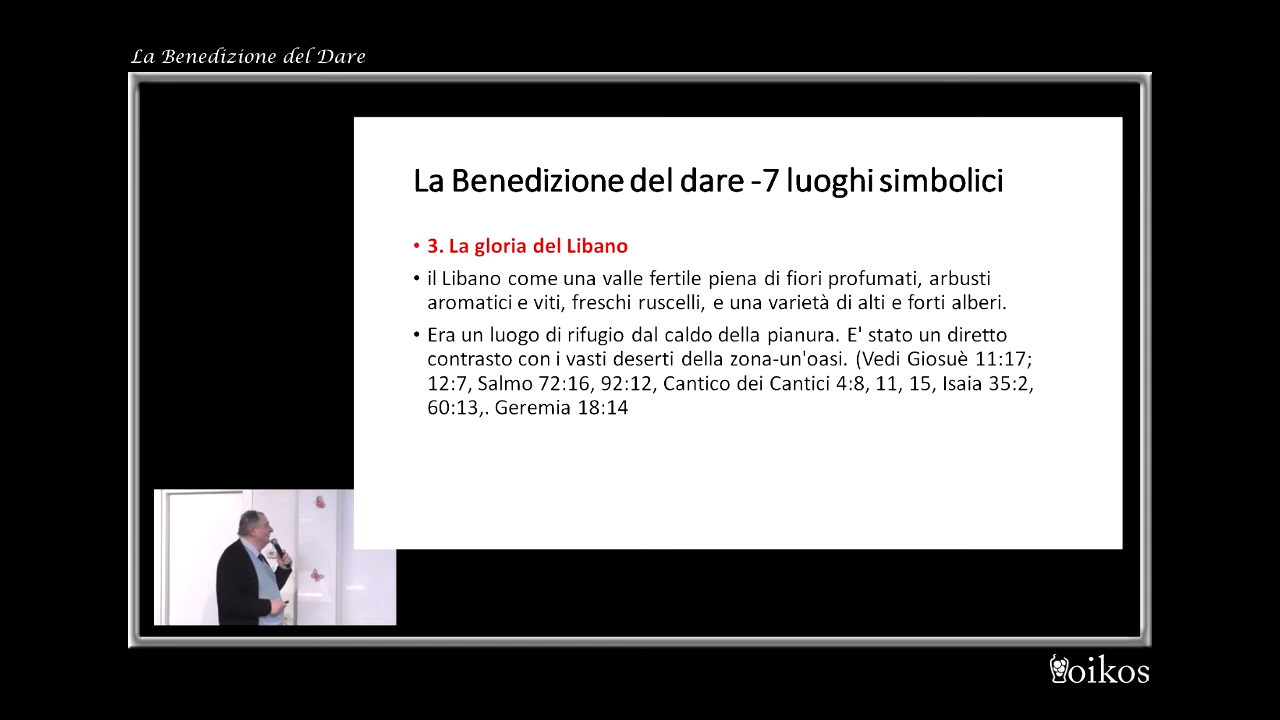 La Benedizione del Dare
La Benedizione del dare -7 luoghi simbolici
• 3. La gloria del Libano
• il Libano come una valle fertile piena di fiori profumati, arbusti
aromatici e viti, freschi ruscelli, e una varietà di alti e forti alberi.
• Era un luogo di rifugio dal caldo della pianura. E' stato un diretto
contrasto con i vasti deserti della zona-un'oasi. (Vedi Giosuè 11:17;
12:7, Salmo 72:16, 92:12, Cantico dei Cantici 4:8, 11, 15, Isaia 35:2,
60:13,. Geremia 18:14
oikos